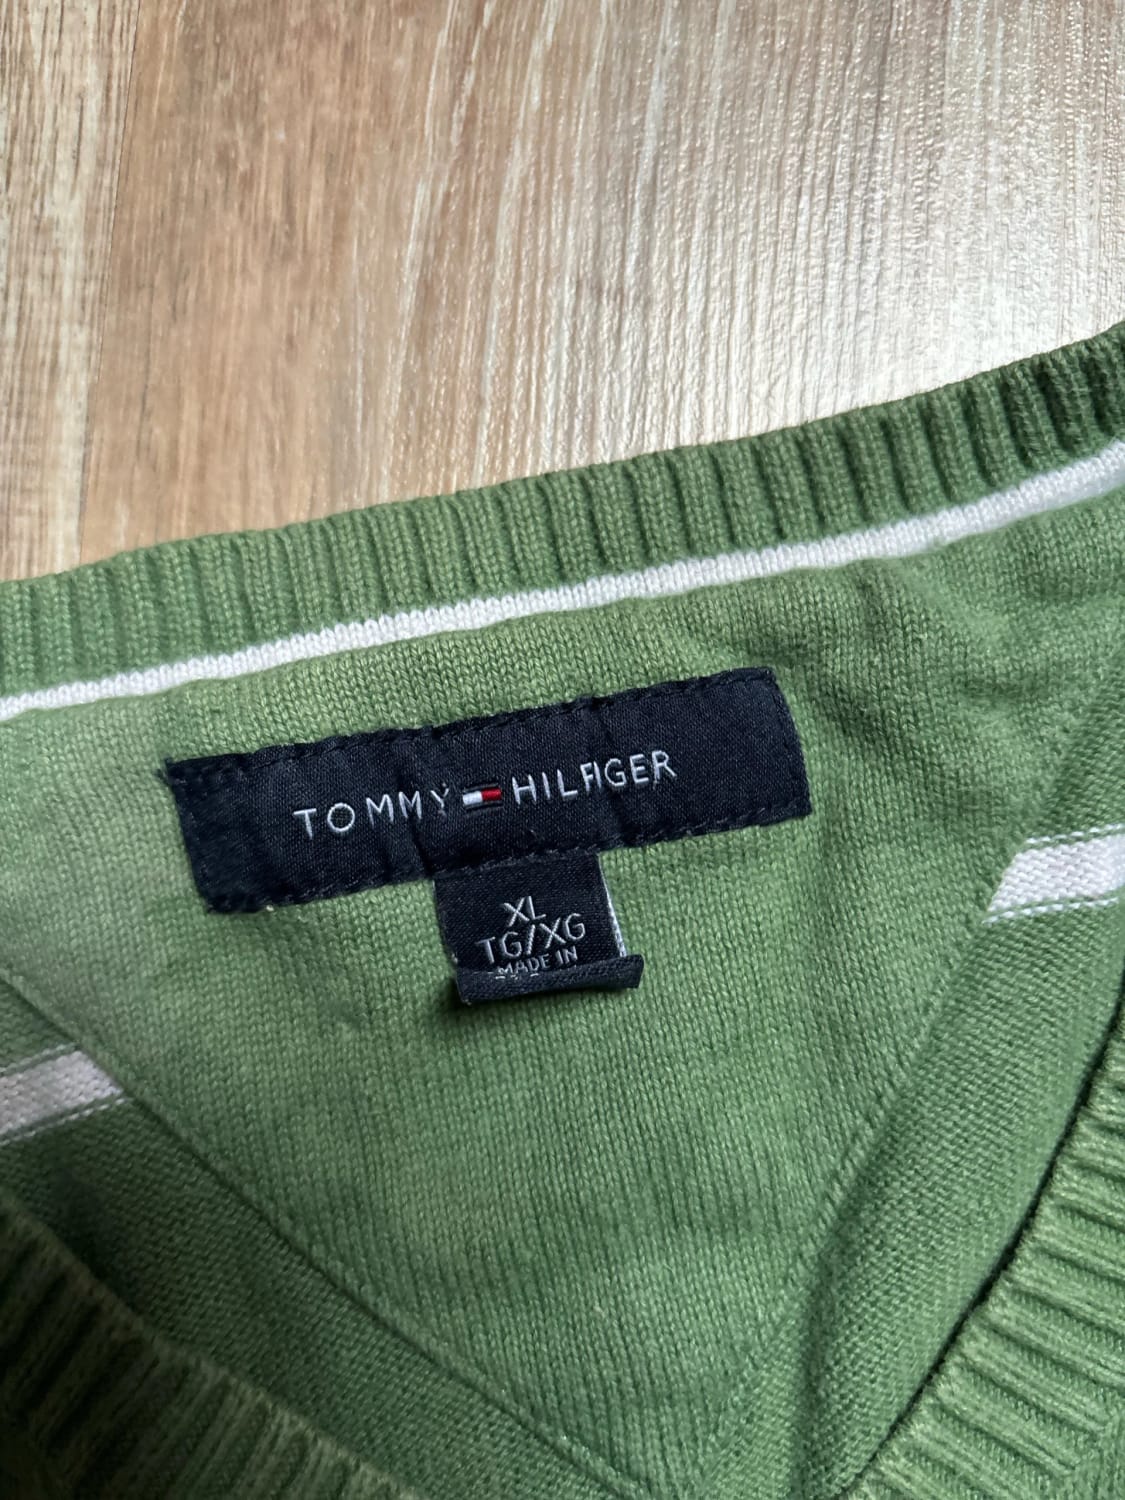 TOMMY HILFIGER
XL
TG/XG
MADE IN